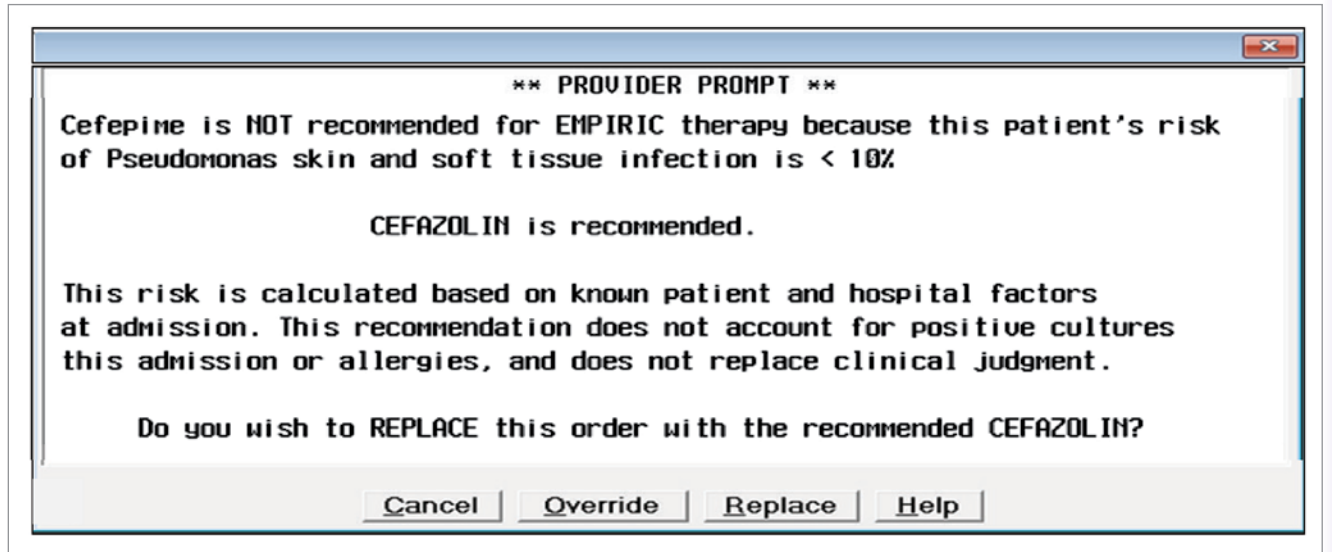 ** PROVIDER PROMPT **
Cefepime is NOT recommended for EMPIRIC therapy because this patient's risk
of Pseudomonas skin and soft tissue infection is < 10%
CEFAZOLIN is recommended.
This risk is calculated based on known patient and hospital factors
at admission. This recommendation does not account for positive cultures
this admission or allergies, and does not replace clinical judgment.
Do you wish to REPLACE this order with the recommended CEFAZOLIN?
Cancel Override Replace Help